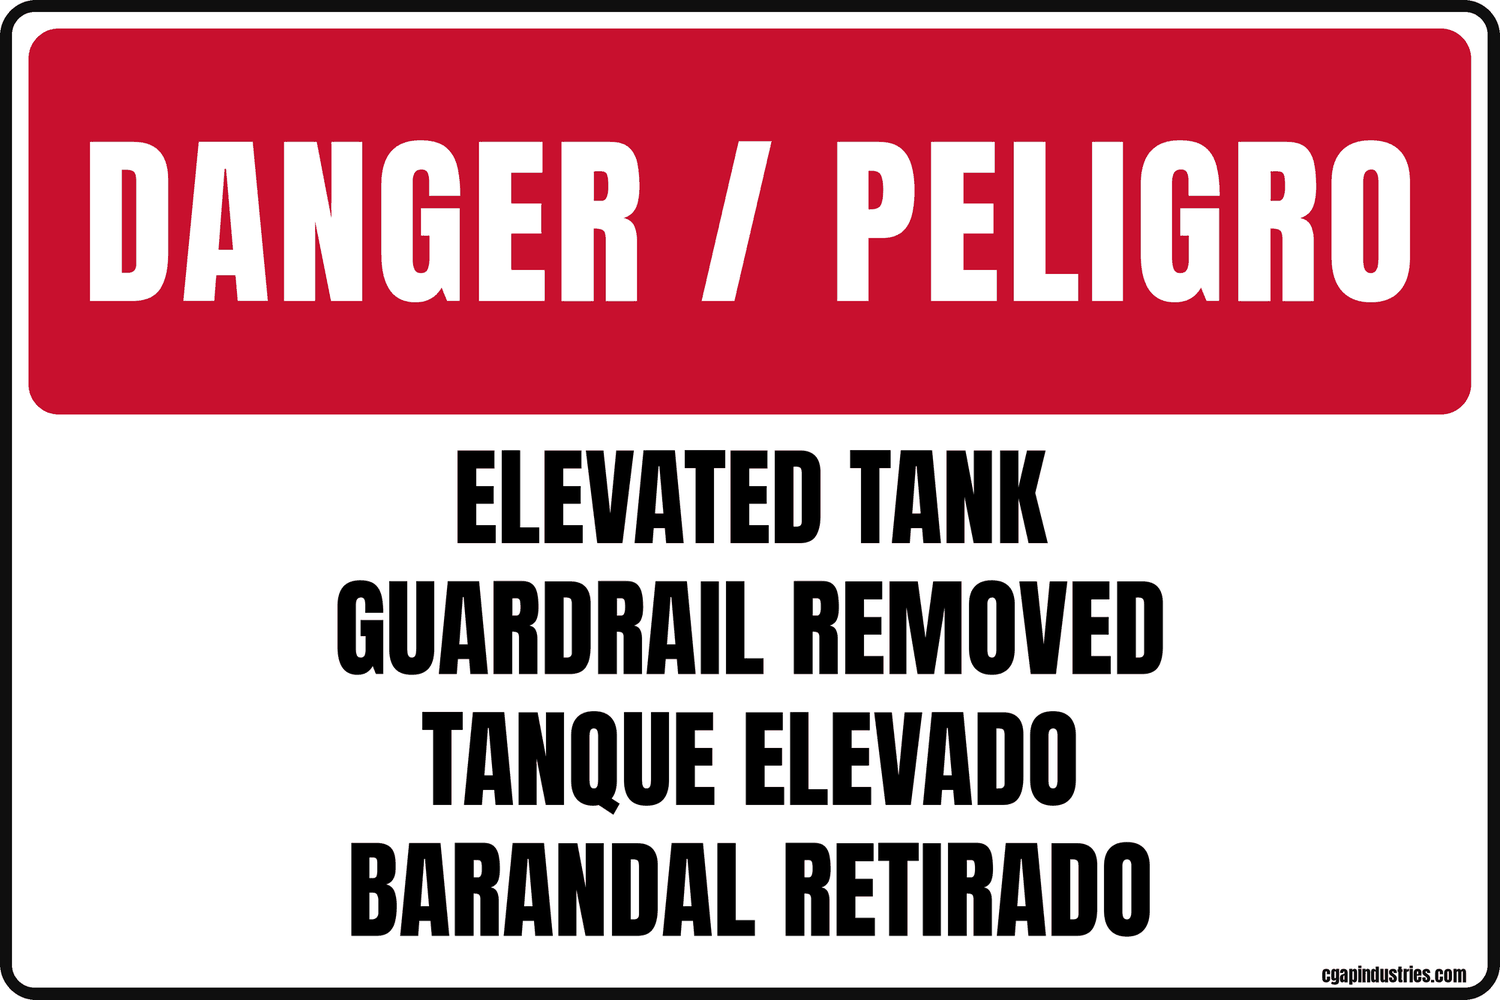 DANGER / PELIGRO
ELEVATED TANK
GUARDRAIL REMOVED
TANQUE ELEVADO
BARANDAL RETIRADO
cgapindustries.com